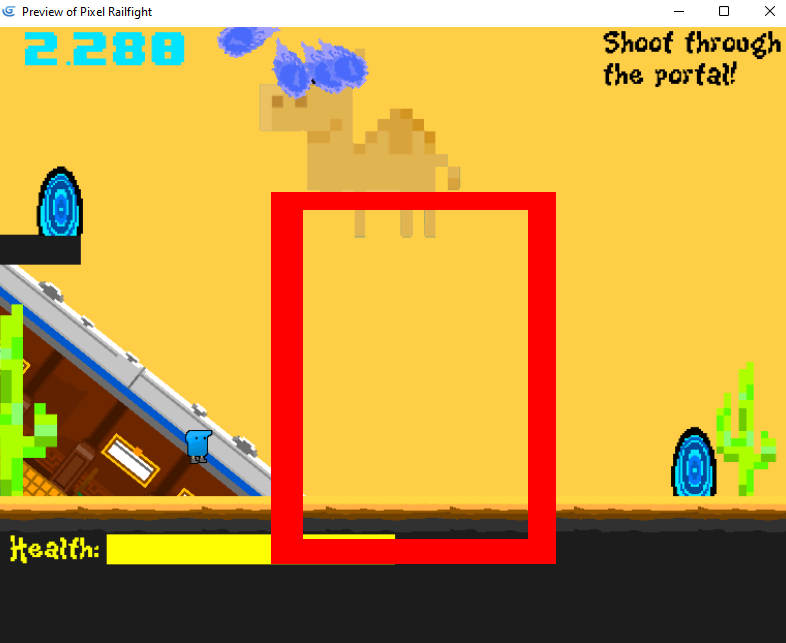 Preview of Pixel Railfight
2.288
Shoot through
the portal!
Health: